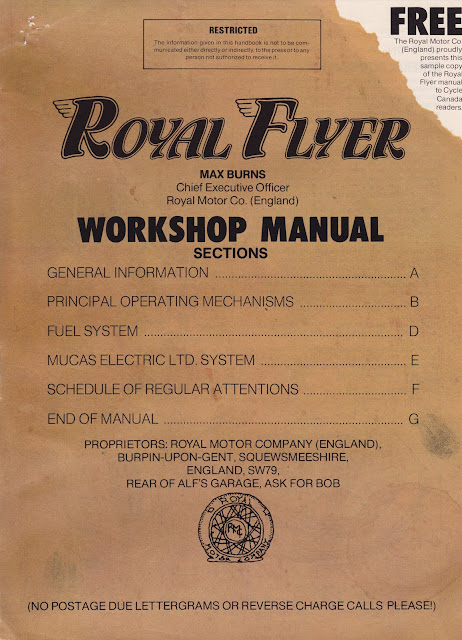 RESTRICTED
The information given in this handbook is not to be com-
municated either directly or indirectly, to the press or to any
person not authorized to receive it.
FREE
The Royal Motor Co.
(England) proudly
presents this
sample copy
of the Royal
Flyer manual
to Cycle
Canada
readers.
ROYAL FLYER
MAX BURNS
Chief Executive Officer
Royal Motor Co. (England)
WORKSHOP MANUAL
SECTIONS
GENERAL INFORMATION ........................................ A
PRINCIPAL OPERATING MECHANISMS ...................... B
FUEL SYSTEM ...................................................... D
MUCAS ELECTRIC LTD. SYSTEM .............................. E
SCHEDULE OF REGULAR ATTENTIONS ...................... F
END OF MANUAL .................................................. G
PROPRIETORS: ROYAL MOTOR COMPANY (ENGLAND),
BURPIN-UPON-GENT, SQUEWSMEESHIRE,
ENGLAND, SW79,
REAR OF ALF'S GARAGE, ASK FOR BOB
ROYAL
RMC
MOTOR COMPANY
(NO POSTAGE DUE LETTERGRAMS OR REVERSE CHARGE CALLS PLEASE!)